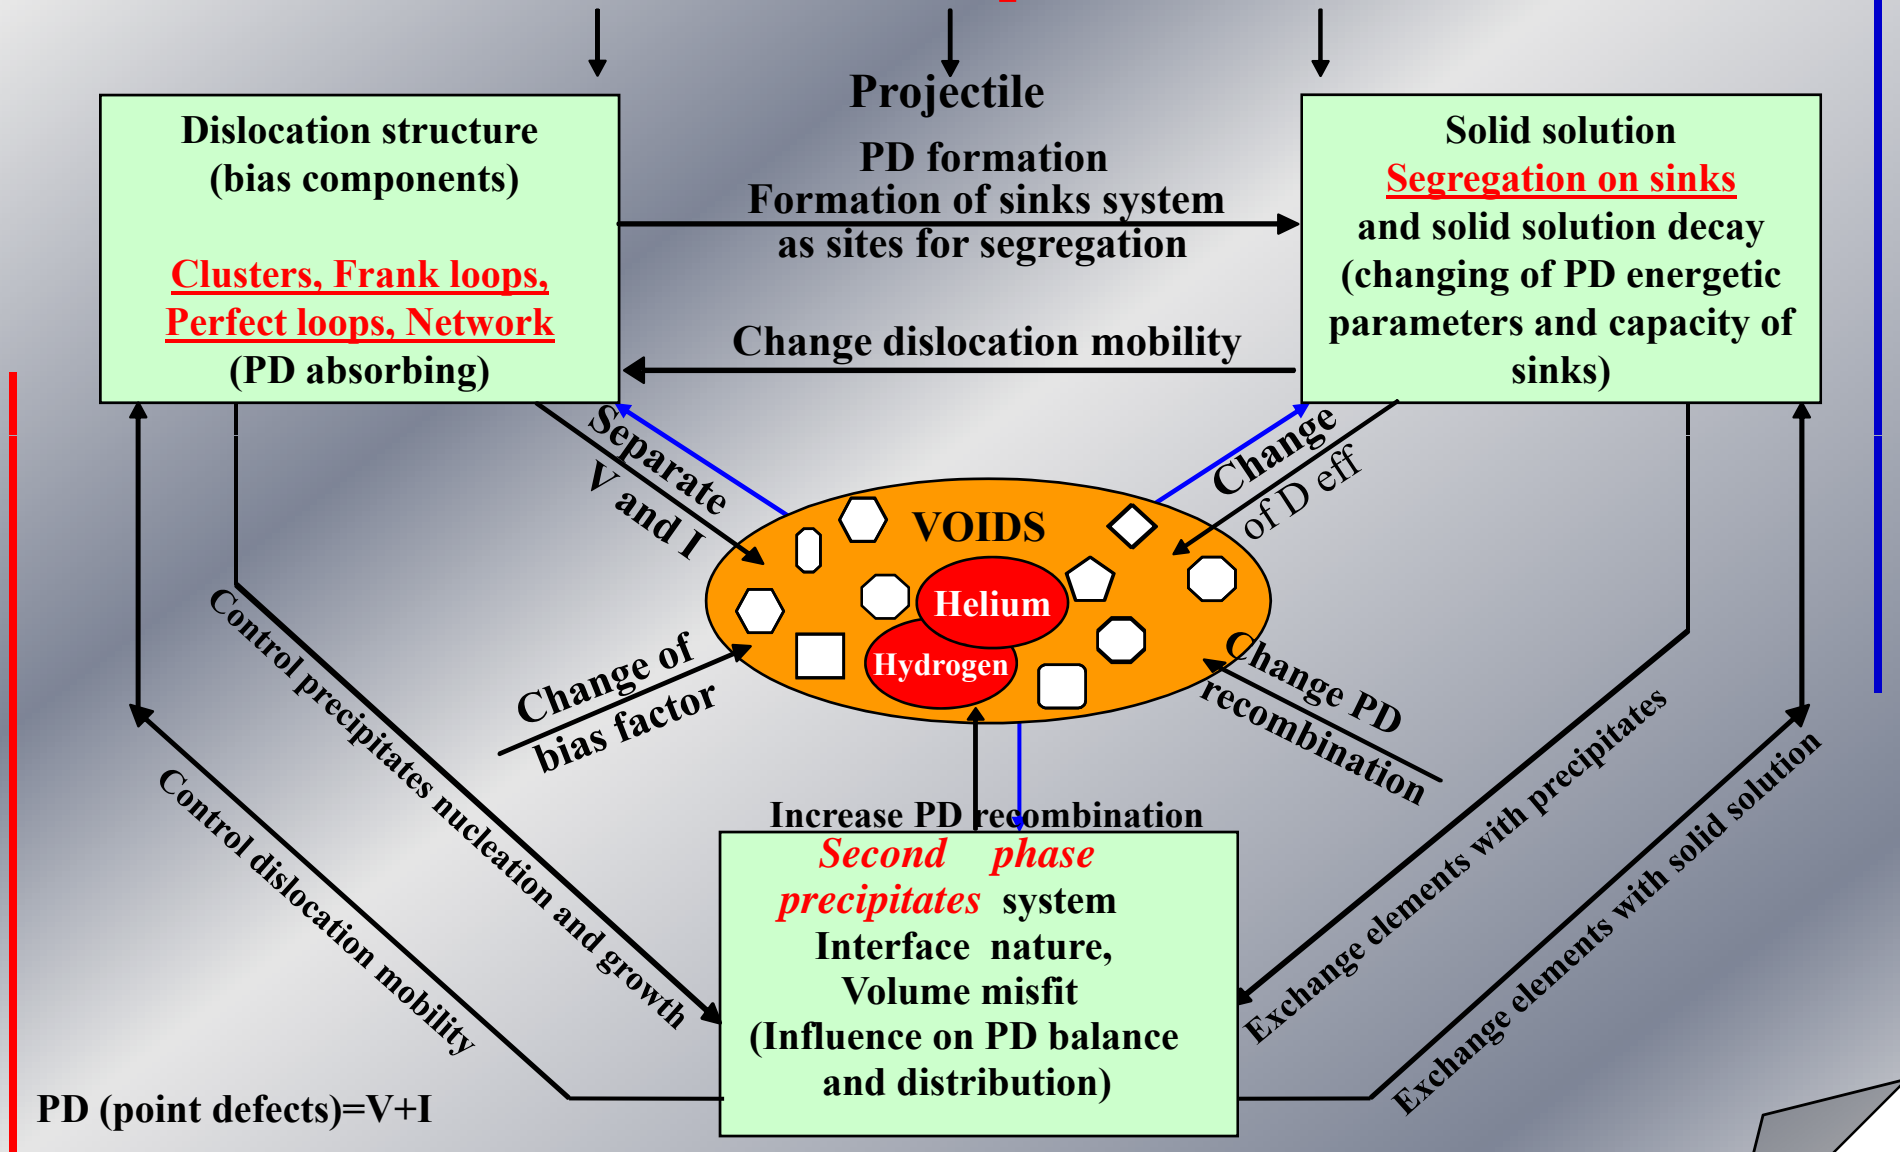 Projectile
PD formation
Formation of sinks system
as sites for segregation
Change dislocation mobility
Dislocation structure
(bias components)
Clusters, Frank loops,
Perfect loops, Network
(PD absorbing)
Solid solution
Segregation on sinks
and solid solution decay
(changing of PD energetic
parameters and capacity of
sinks)
Separate
V and I
Change
of D eff
VOIDS
Helium
Hydrogen
Change of
bias factor
Change PD
recombination
Control precipitates nucleation and growth
Control dislocation mobility
Exchange elements with precipitates
Exchange elements with solid solution
Increase PD recombination
Second phase
precipitates system
Interface nature,
Volume misfit
(Influence on PD balance
and distribution)
PD (point defects)=V+I